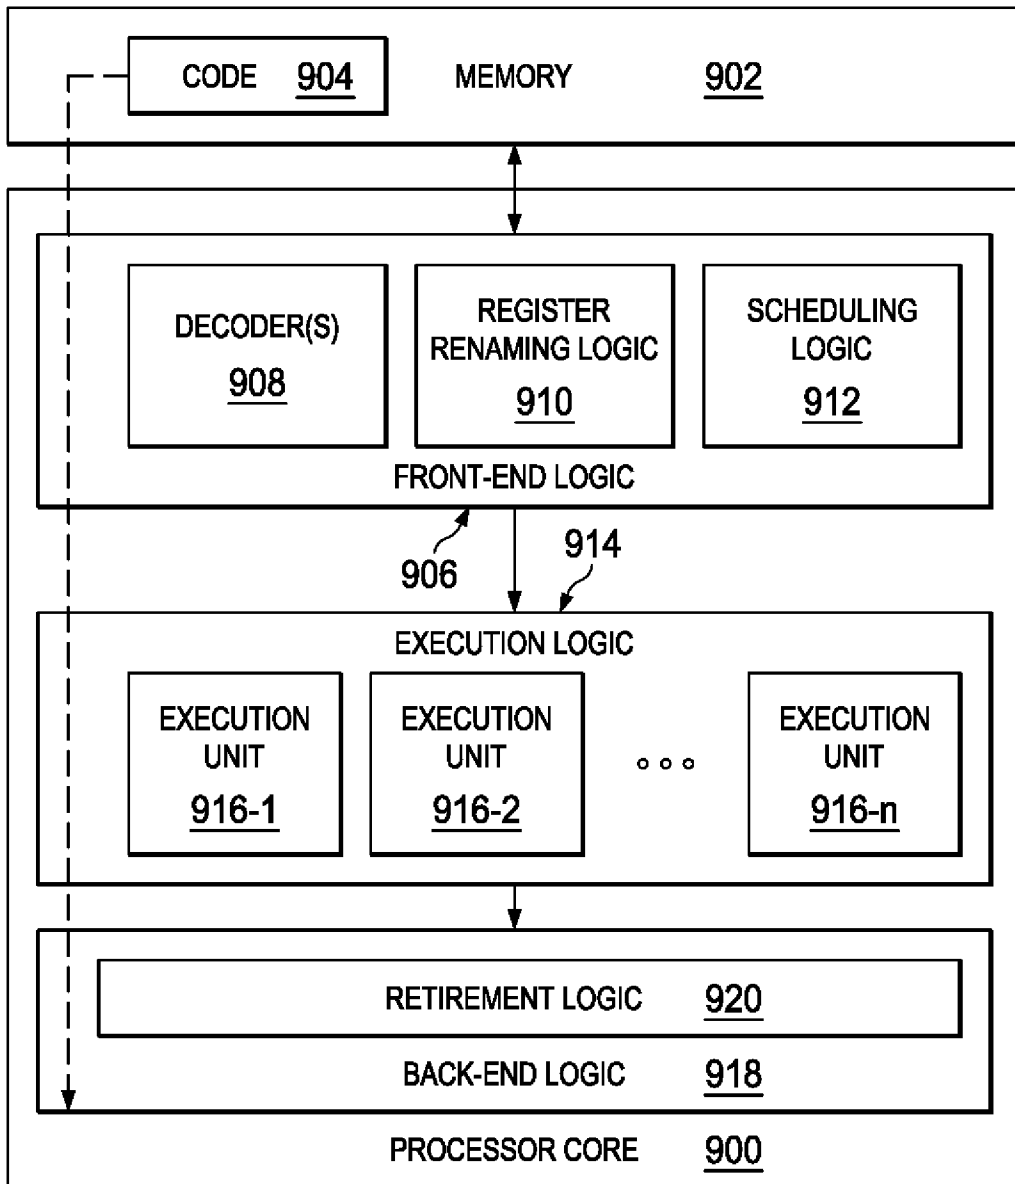 CODE 904 MEMORY 902
DECODER(S)
908
REGISTER
RENAMING LOGIC
910
SCHEDULING
LOGIC
912
FRONT-END LOGIC
906
914
EXECUTION LOGIC
EXECUTION
UNIT
916-1
EXECUTION
UNIT
916-2
EXECUTION
UNIT
916-n
RETIREMENT LOGIC 920
BACK-END LOGIC 918
PROCESSOR CORE 900